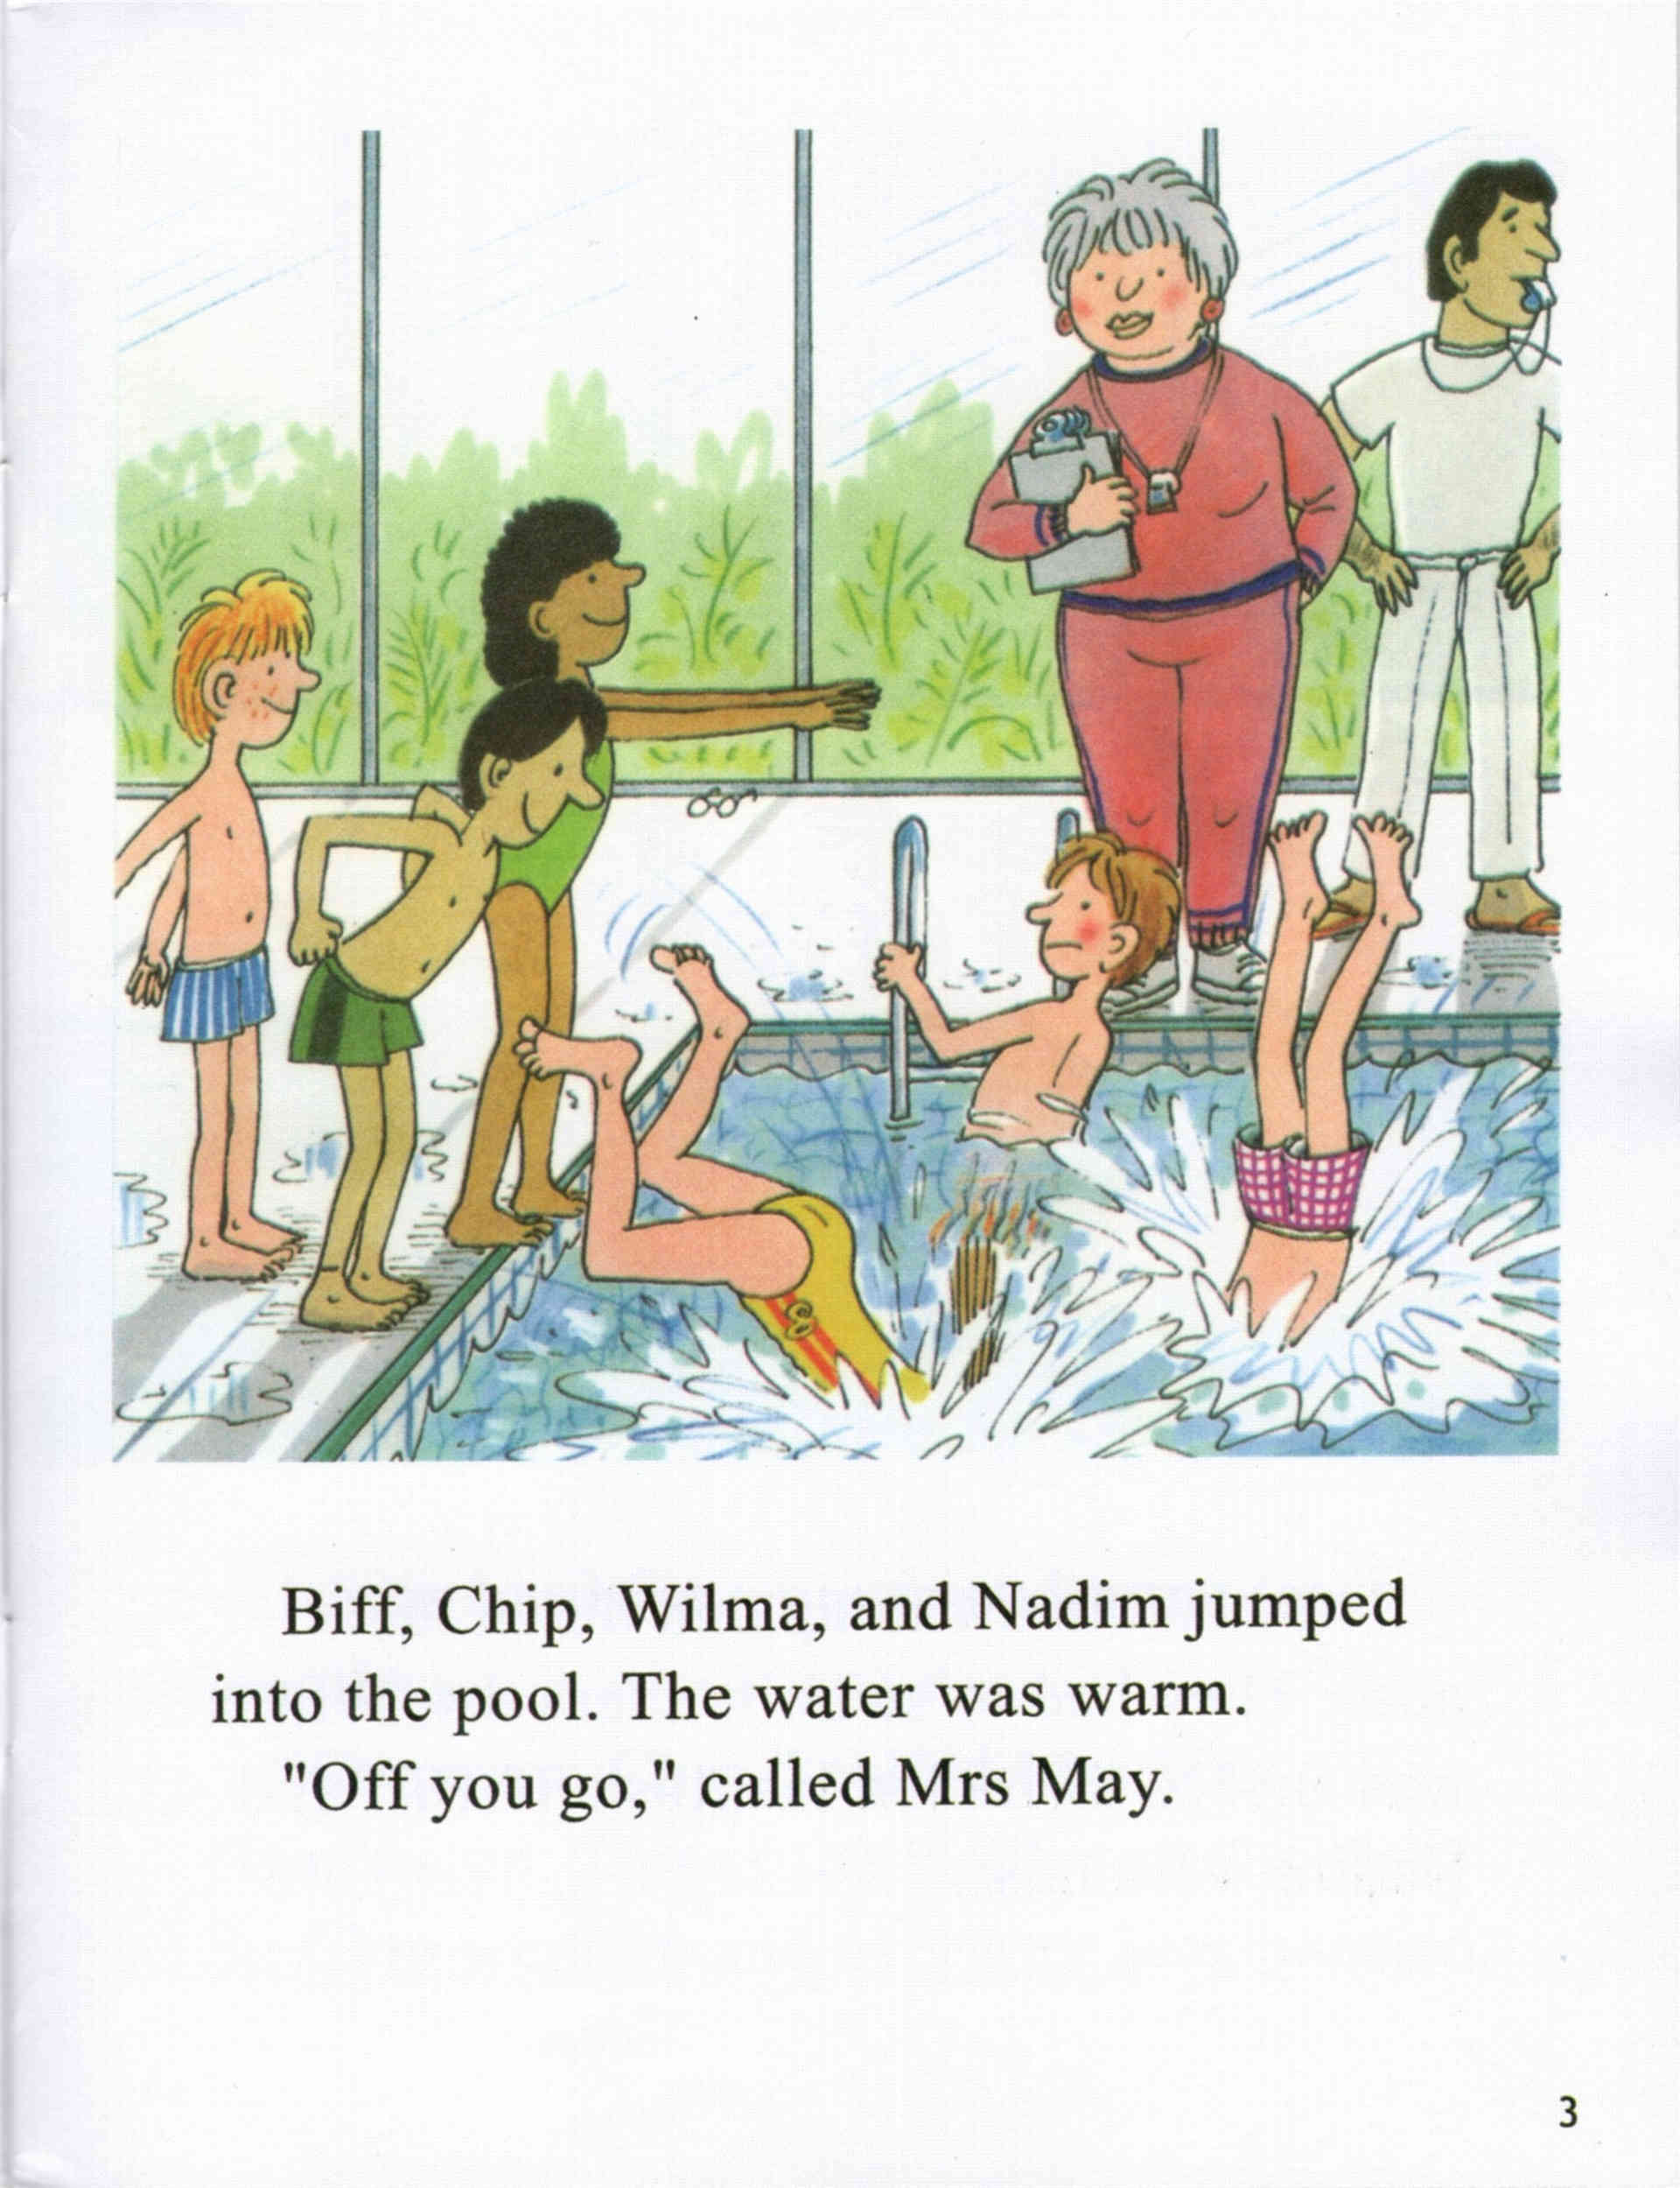 Biff, Chip, Wilma, and Nadim jumped
into the pool. The water was warm.
"Off you go," called Mrs May.
3